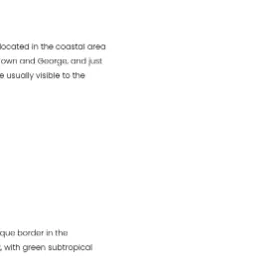 located in the coastal area
own and George, and just
e usually visible to the
que border in the
, with green subtropical